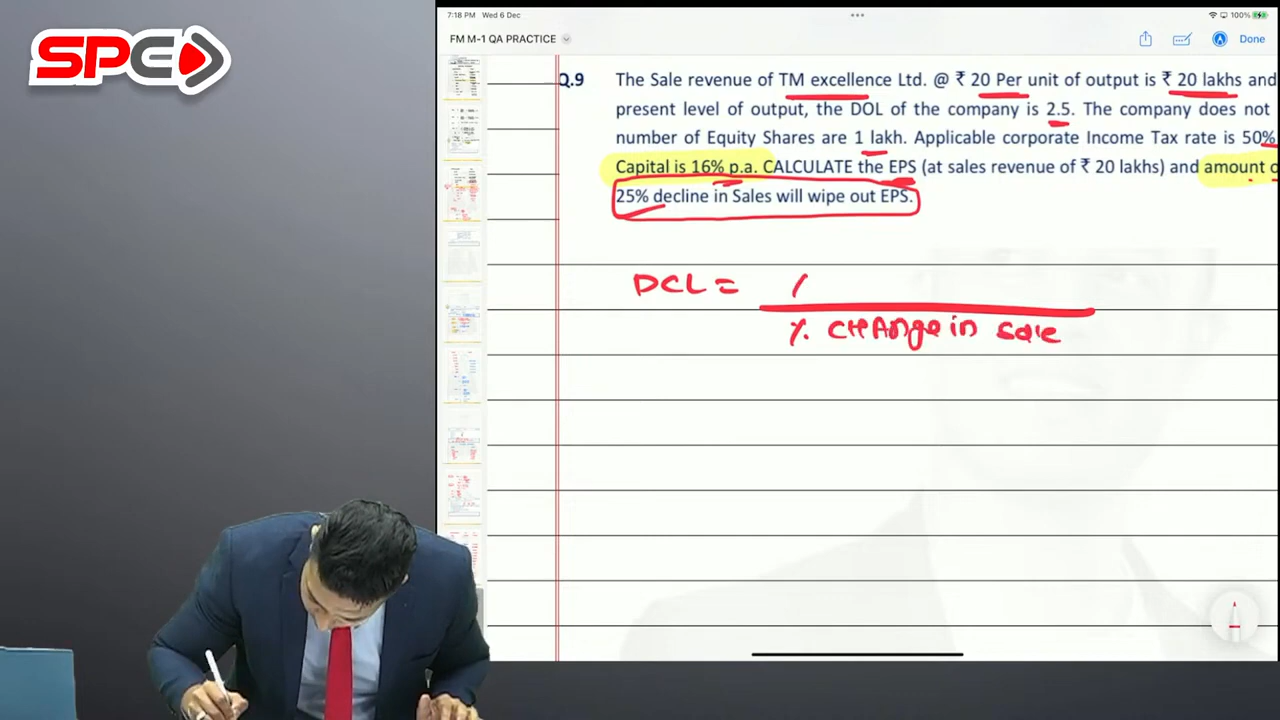 SPED
7:18 PM Wed 6 Dec
100%
FM M-1 QA PRACTICE
Done
Q.9 The Sale revenue of TM excellence Ltd. @ ₹ 20 Per unit of output is ₹ 20 lakhs and
present level of output, the DOL of the company is 2.5. The company does not
number of Equity Shares are 1 lakh. Applicable corporate Income Tax rate is 50%
Capital is 16% p.a. CALCULATE the EPS (at sales revenue of ₹ 20 lakhs) and amount
25% decline in Sales will wipe out EPS.
DCL =
% CHAnge in sale